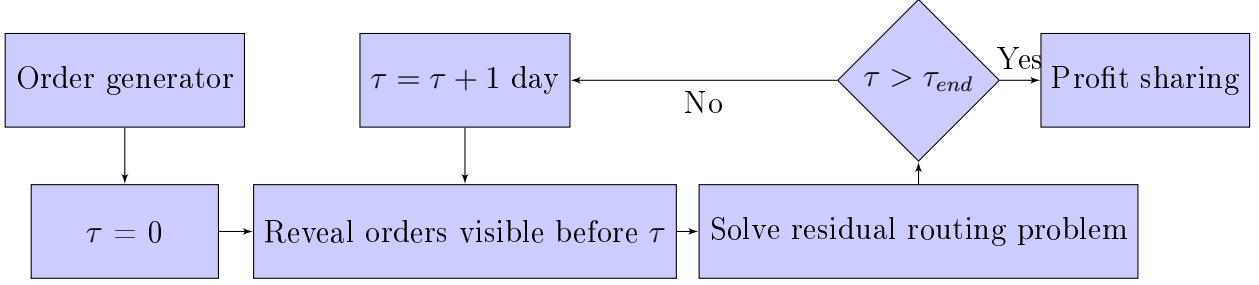 Order generator
τ = τ + 1 day
No
τ > τ_end
Yes
Profit sharing
τ = 0
Reveal orders visible before τ
Solve residual routing problem